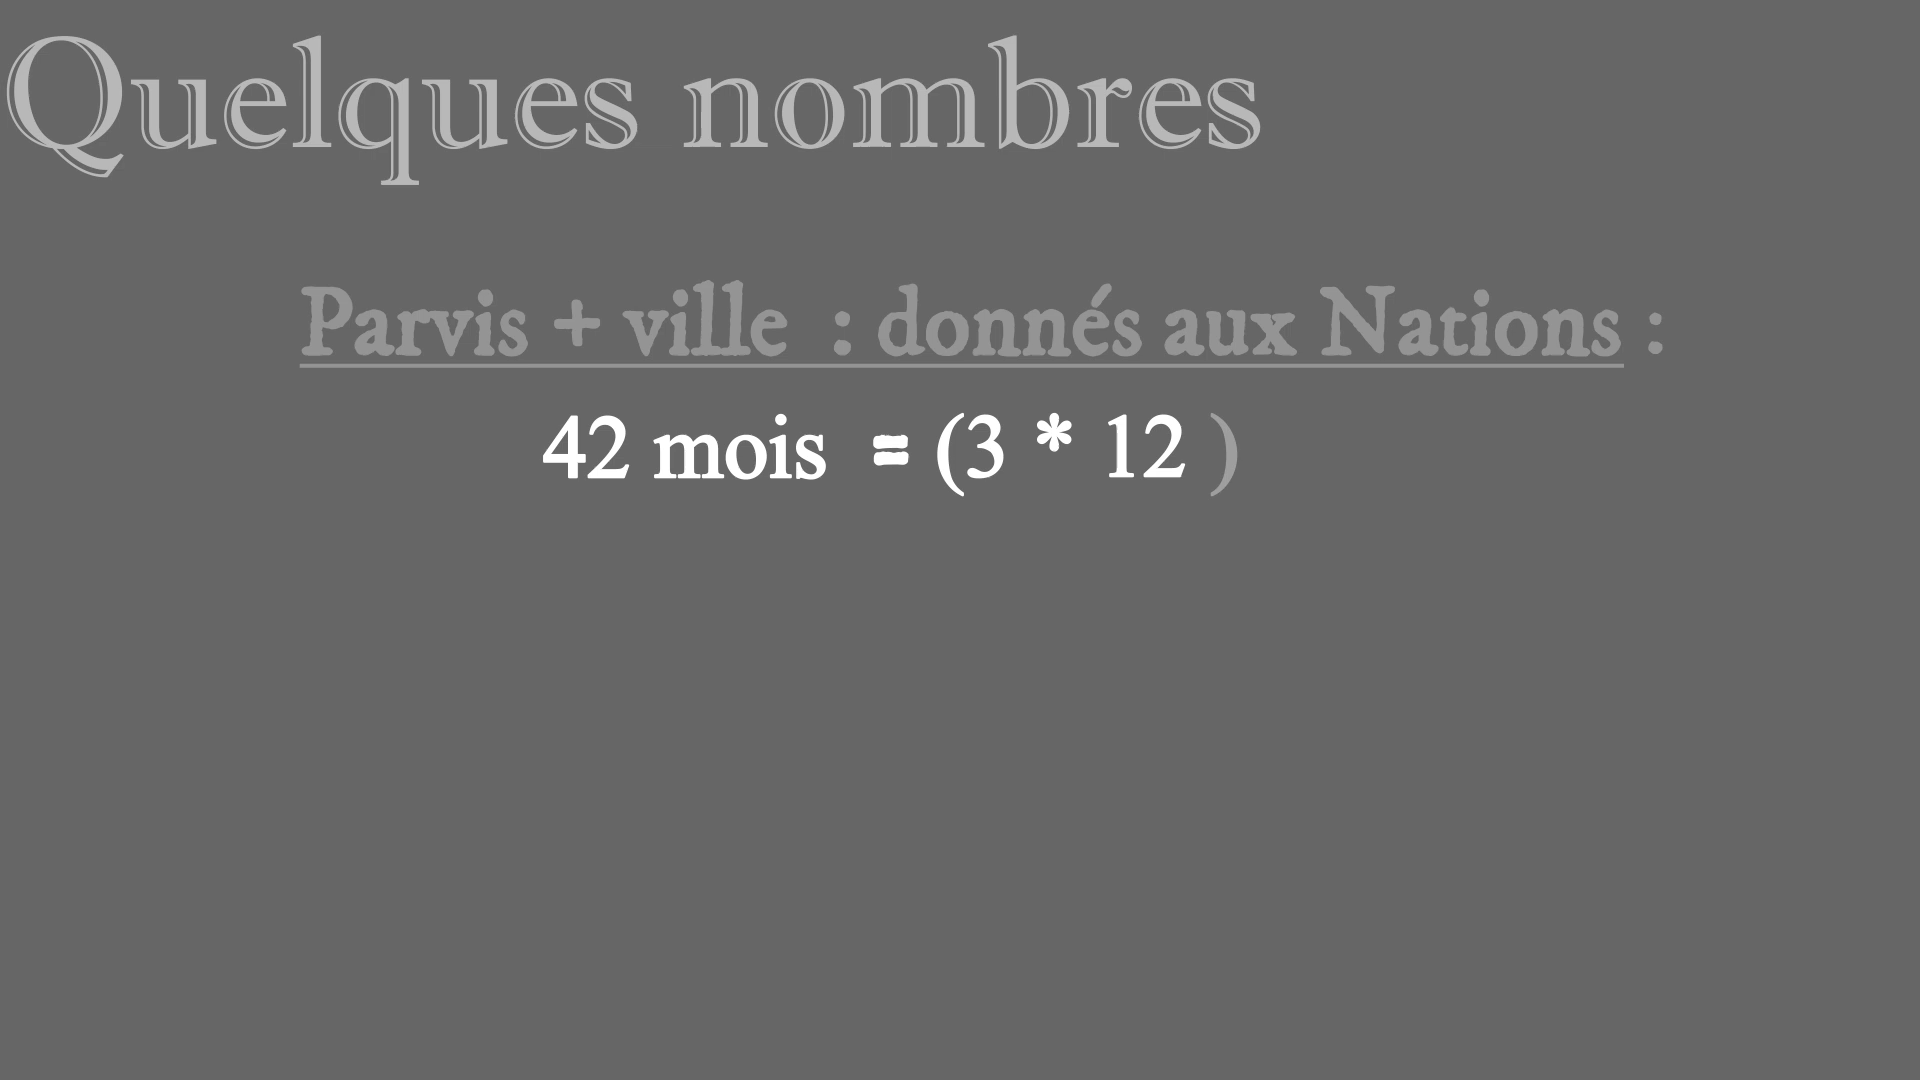 Quelques nombres
Parvis + ville : donnés aux Nations :
42 mois = (3 * 12 )